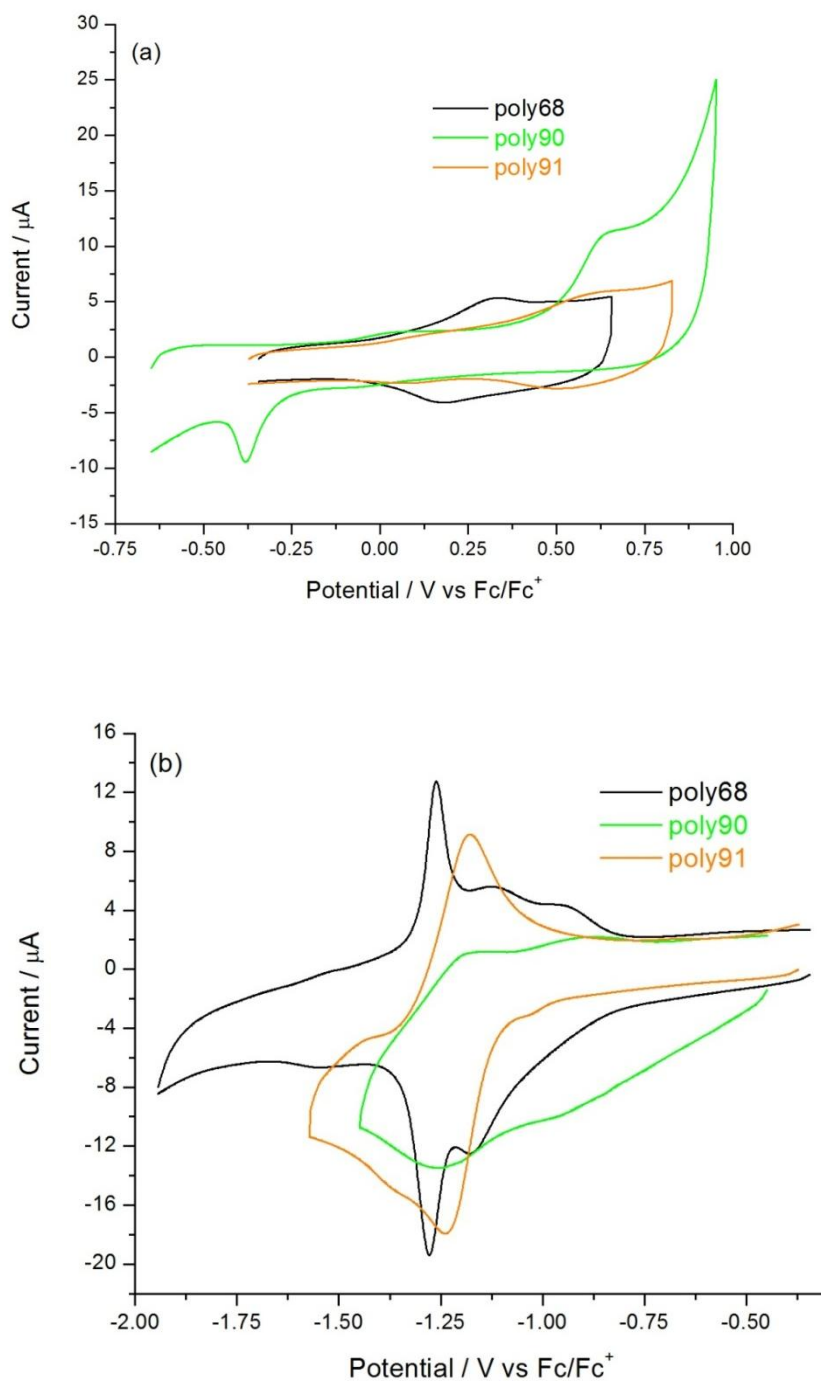 (a)
poly68
poly90
poly91
Current / μA
30
25
20
15
10
5
0
-5
-10
-15
-0.75 -0.50 -0.25 0.00 0.25 0.50 0.75 1.00
Potential / V vs Fc/Fc⁺
(b)
poly68
poly90
poly91
Current / μA
16
12
8
4
0
-4
-8
-12
-16
-20
-2.00 -1.75 -1.50 -1.25 -1.00 -0.75 -0.50
Potential / V vs Fc/Fc⁺